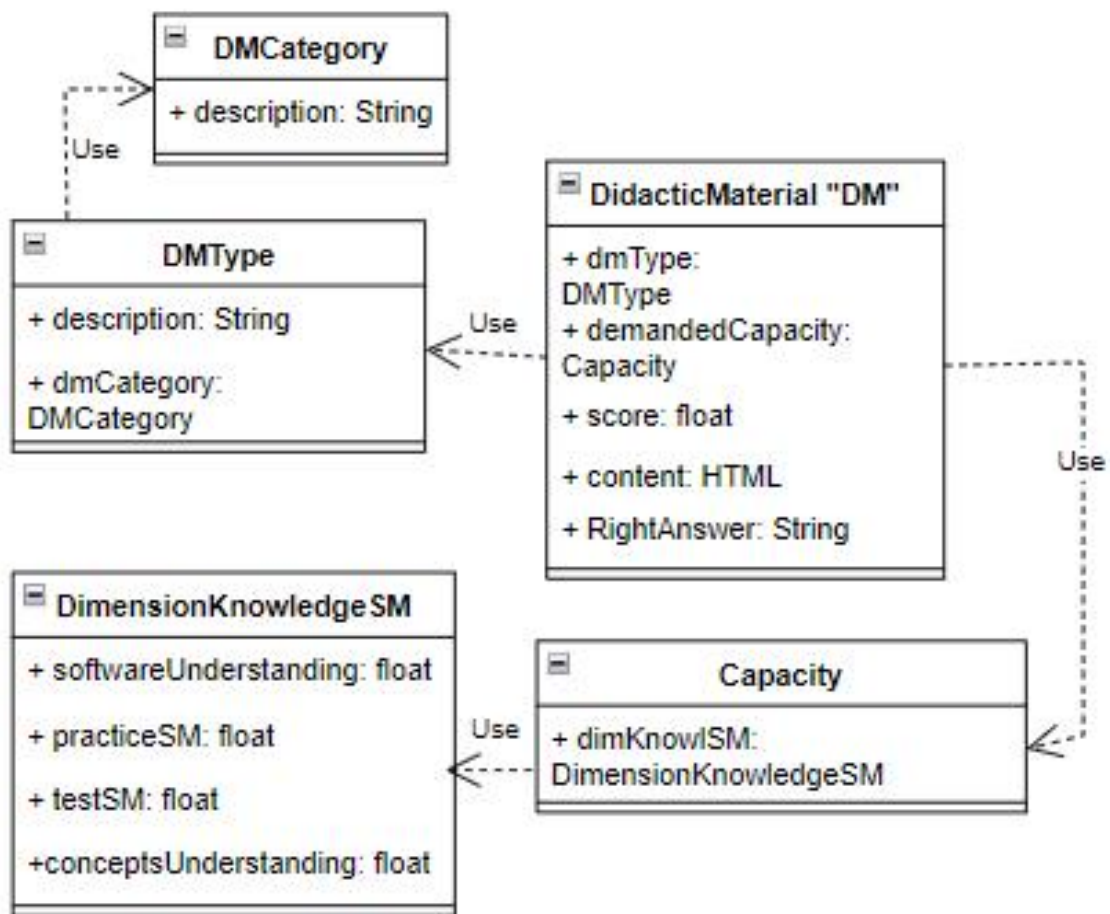 DMCategory
+ description: String
Use
DMType
+ description: String
+ dmCategory:
DMCategory
Use
DidacticMaterial "DM"
+ dmType:
DMType
+ demandedCapacity:
Capacity
+ score: float
+ content: HTML
+ RightAnswer: String
Use
DimensionKnowledgeSM
+ softwareUnderstanding: float
+ practiceSM: float
+ testSM: float
+conceptsUnderstanding: float
Use
Capacity
+ dimKnowlSM:
DimensionKnowledgeSM